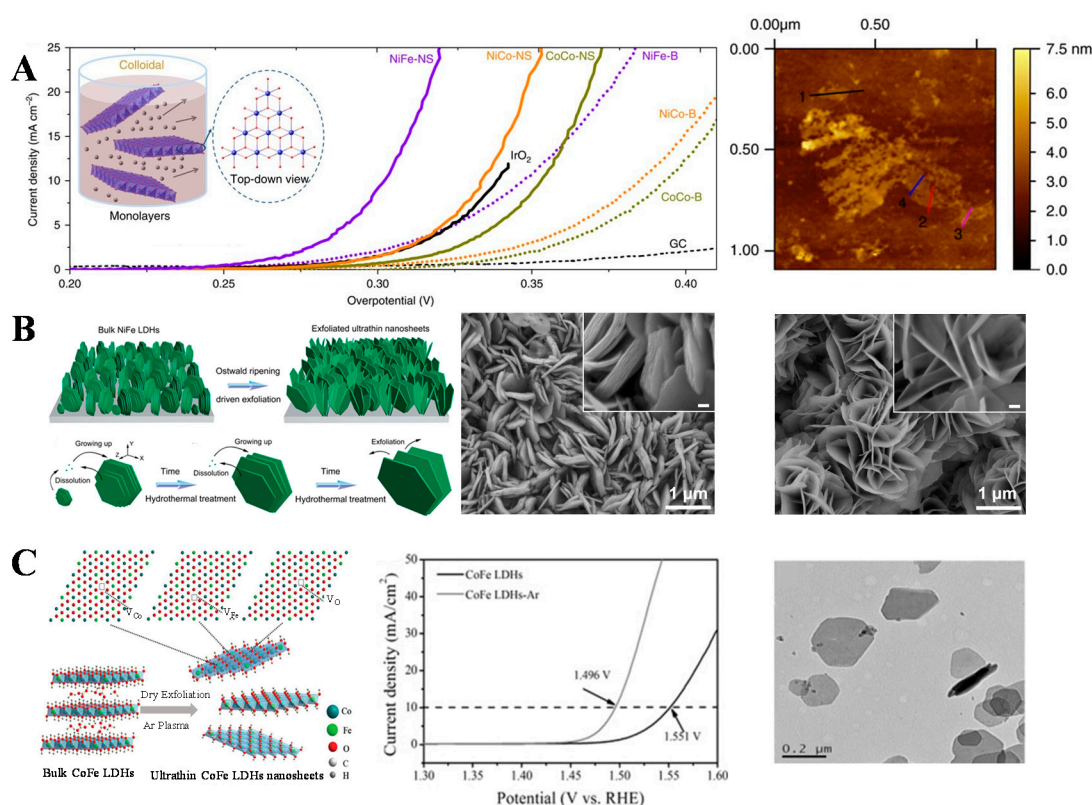 A
Colloidal
Top-down view
Monolayers
25
20
15
10
5
0
Current density (mA cm⁻²)
NiFe-NS
NiCo-NS
CoCo-NS
NiFe-B
NiCo-B
IrO₂
CoCo-B
GC
0.20
0.25
0.30
0.35
0.40
Overpotential (V)
0.00µm
0.50
0.00
0.50
1.00
1
4
2
3
7.5 nm
6.0
5.0
4.0
3.0
2.0
1.0
0.0
B
Bulk NiFe LDHs
Exfoliated ultrathin nanosheets
Ostwald ripening
driven exfoliation
Growing up
Dissolution
Z
Y
X
Time
Hydrothermal treatment
Growing up
Dissolution
Time
Hydrothermal treatment
Exfoliation
1 µm
1 µm
C
V_Co
V_Fe
V_O
Dry Exfoliation
Ar Plasma
Co
Fe
O
C
H
Bulk CoFe LDHs
Ultrathin CoFe LDHs nanosheets
50
40
30
20
10
0
Current density (mA/cm²)
CoFe LDHs
CoFe LDHs-Ar
1.496 V
1.551 V
1.30
1.35
1.40
1.45
1.50
1.55
1.60
Potential (V vs. RHE)
0.2 µm